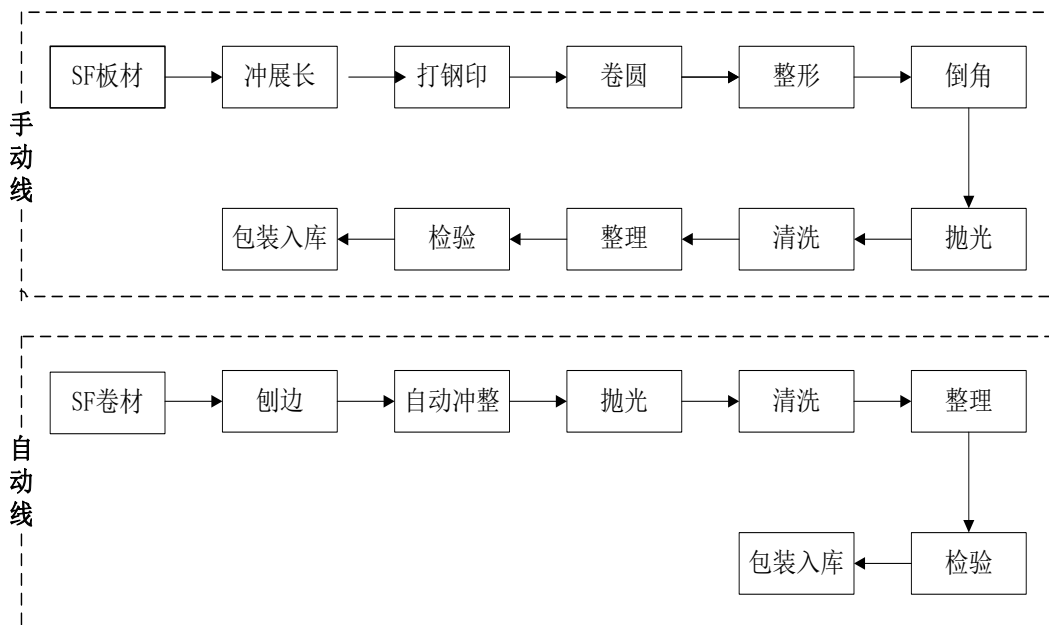 SF板材
冲展长
打钢印
卷圆
整形
倒角
手动线
包装入库
检验
整理
清洗
抛光
SF卷材
刨边
自动冲整
抛光
清洗
整理
自动线
包装入库
检验